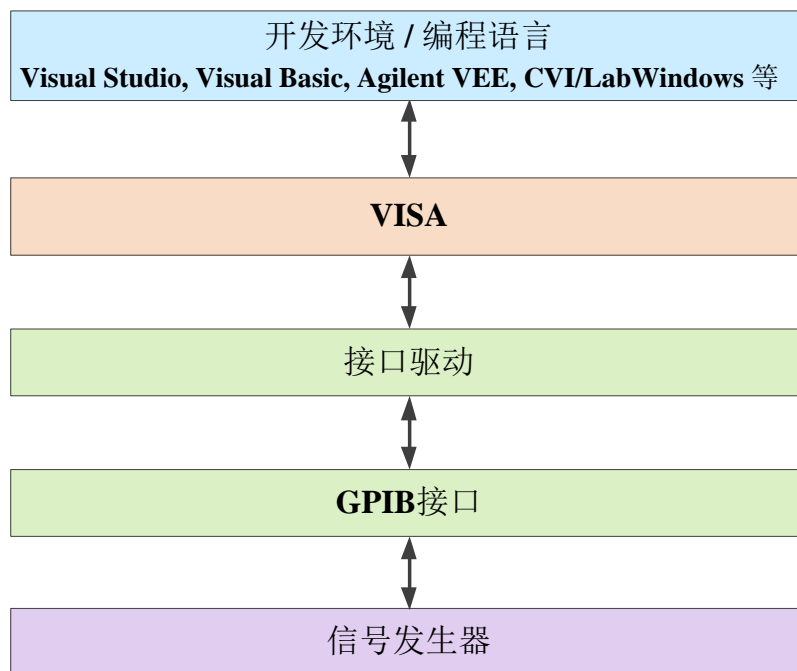 开发环境 / 编程语言
Visual Studio, Visual Basic, Agilent VEE, CVI/LabWindows 等
VISA
接口驱动
GPIB接口
信号发生器